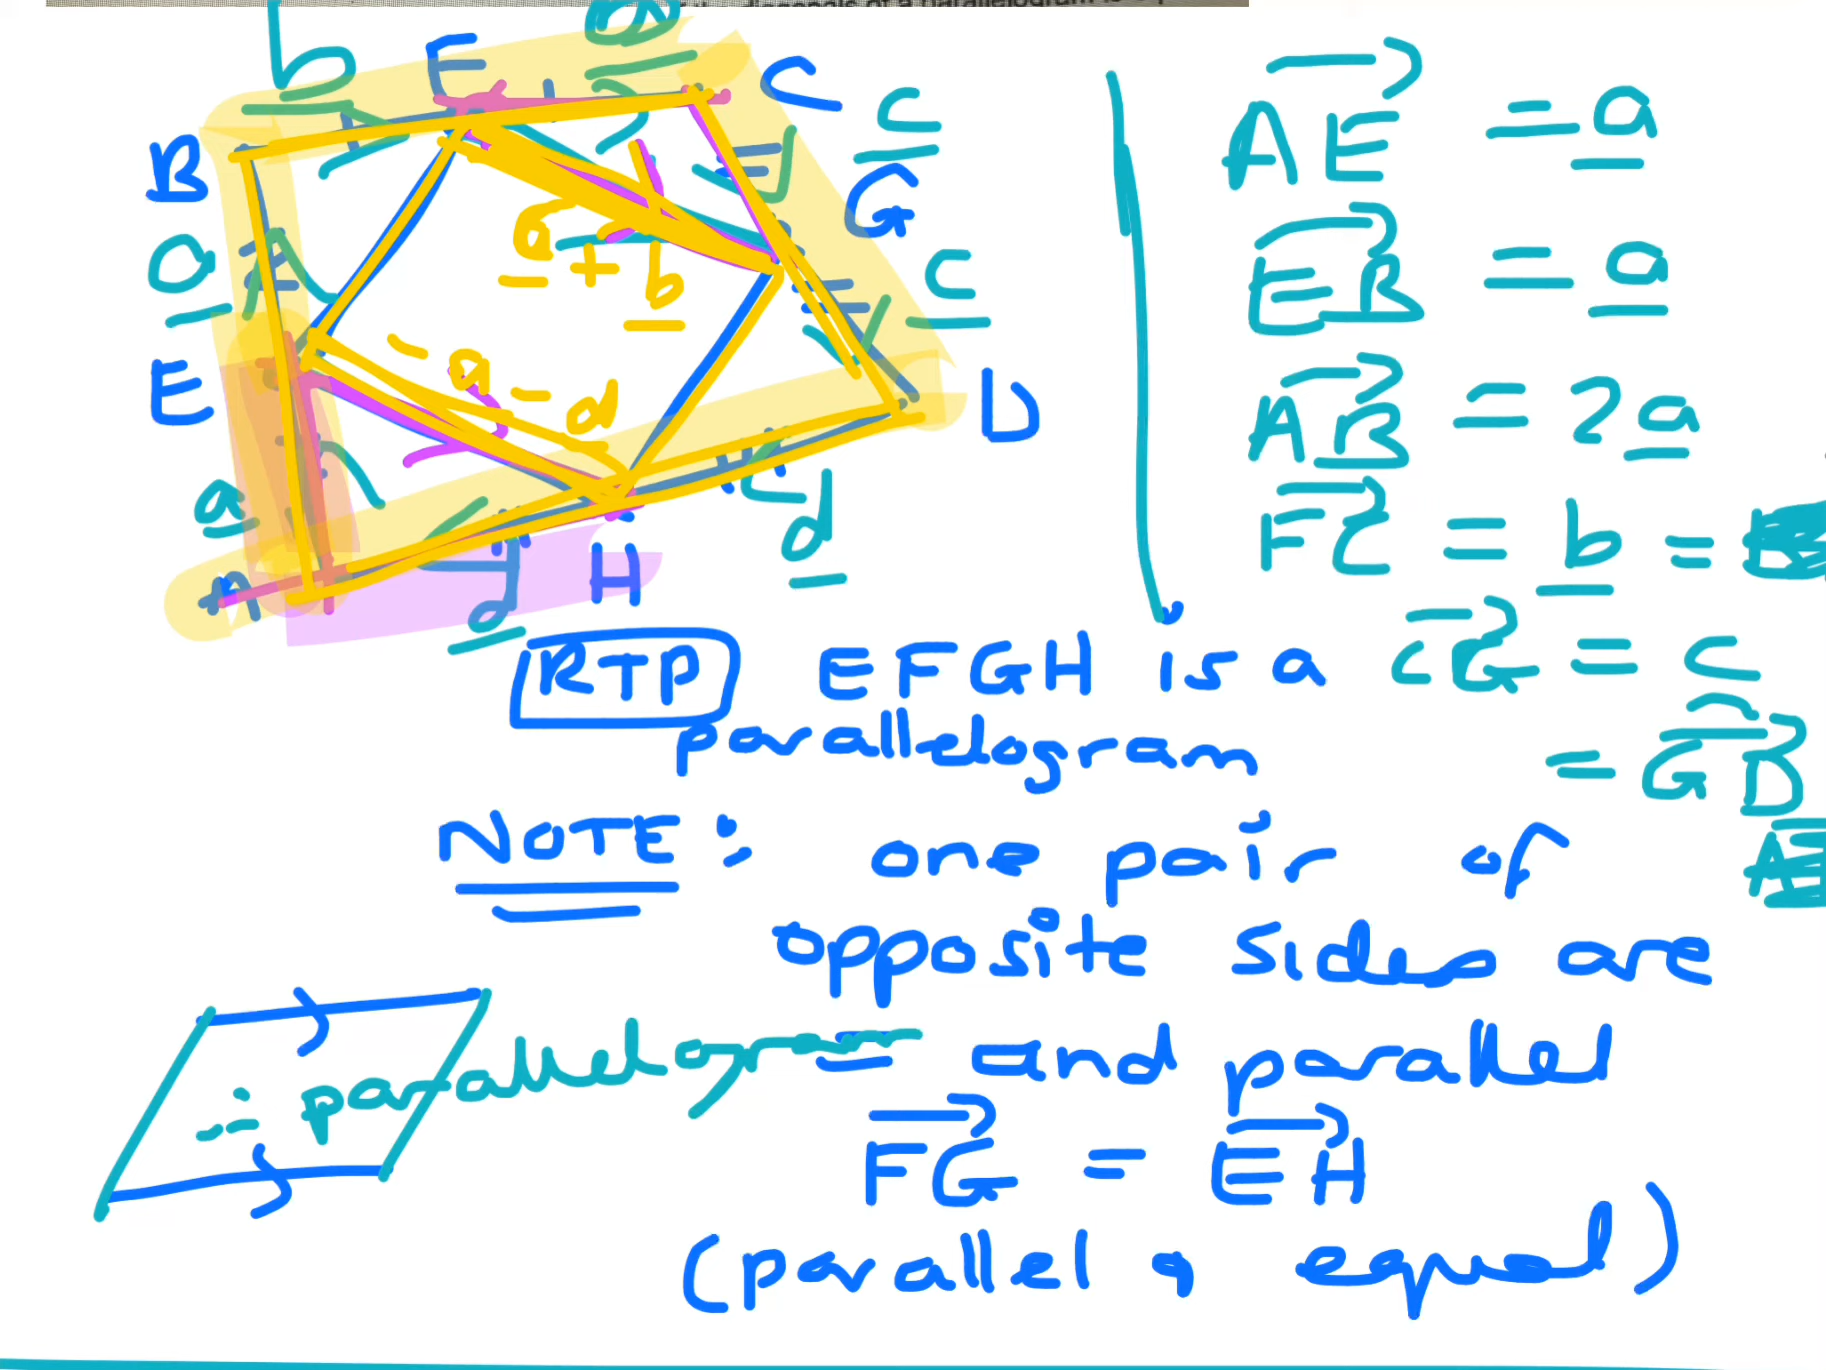 b
F
C
c
B
G
a
c
a + b
E
- a - d
D
a
d
H
d
AE = a
EB = a
AB = 2a
FC = b =
RTP EFGH is a
parallelogram
CG = c
= GD
NOTE: one pair of
opposite sides are
= and parallel
∴ parallelogram
FG = EH
(parallel & equal)